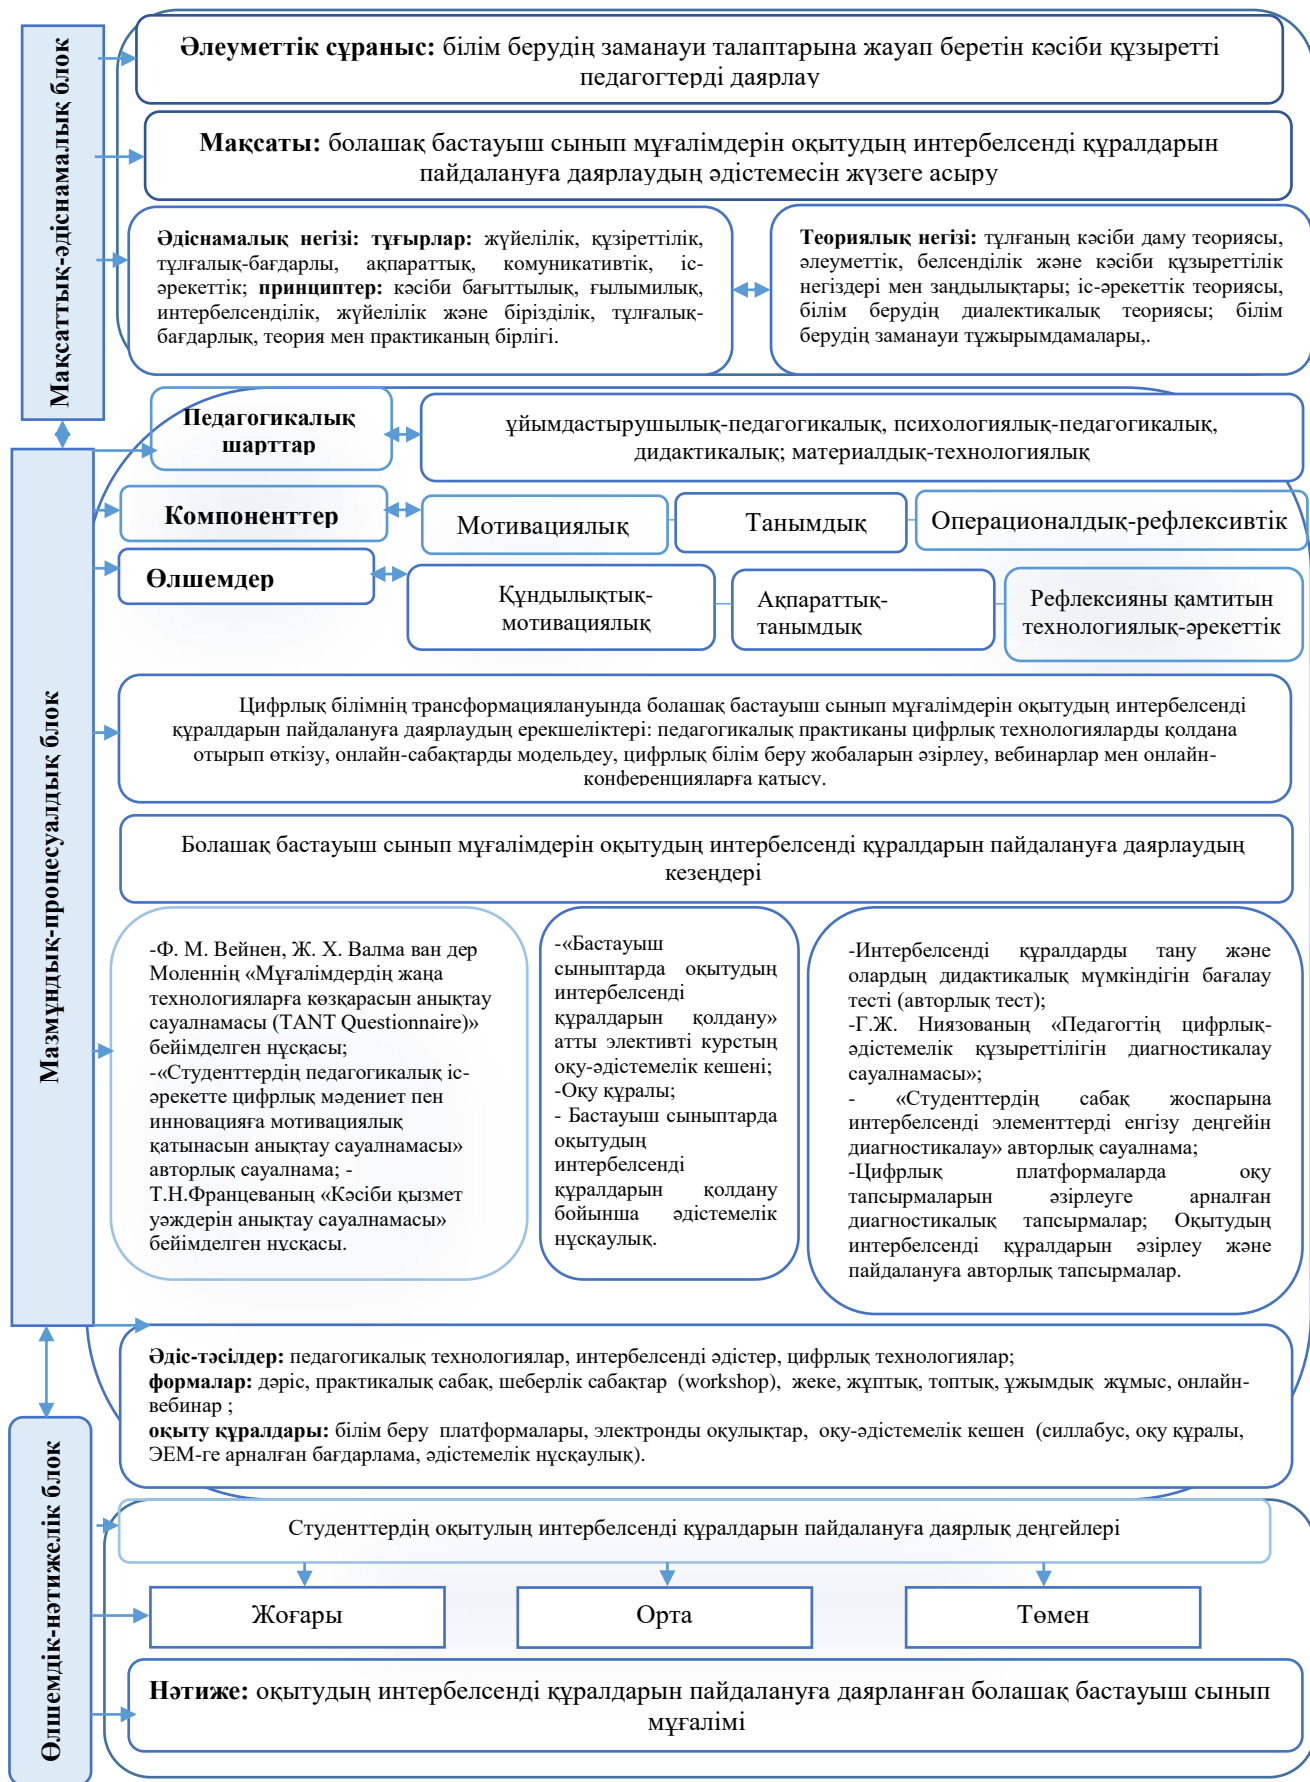 Мақсаттық-әдіснамалық блок
Әлеуметтік сұраныс: білім берудің заманауи талаптарына жауап беретін кәсіби құзыретті
педагогтерді даярлау
Мақсаты: болашақ бастауыш сынып мұғалімдерін оқытудың интербелсенді құралдарын
пайдалануға даярлаудың әдістемесін жүзеге асыру
Әдіснамалық негізі: тұғырлар: жүйелілік, құзіреттілік,
тұлғалық-бағдарлы, ақпараттық, комуникативтік, іс-
әрекеттік; принциптер: кәсіби бағыттылық, ғылымилық,
интербелсенділік, жүйелілік және бірізділік, тұлғалық-
бағдарлық, теория мен практиканың бірлігі.
Теориялық негізі: тұлғаның кәсіби даму теориясы,
әлеуметтік, белсенділік және кәсіби құзыреттілік
негіздері мен заңдылықтары; іс-әрекеттік теориясы,
білім берудің диалектикалық теориясы; білім
берудің заманауи тұжырымдамалары,.
Мазмұндық-процесуалдық блок
Педагогикалық
шарттар
ұйымдастырушылық-педагогикалық, психологиялық-педагогикалық,
дидактикалық; материалдық-технологиялық
Компоненттер
Мотивациялық
Танымдық
Операционалдық-рефлексивтік
Өлшемдер
Құндылықтық-
мотивациялық
Ақпараттық-
танымдық
Рефлексияны қамтитын
технологиялық-әрекеттік
Цифрлық білімнің трансформациялануында болашақ бастауыш сынып мұғалімдерін оқытудың интербелсенді
құралдарын пайдалануға даярлаудың ерекшеліктері: педагогикалық практиканы цифрлық технологияларды қолдана
отырып өткізу, онлайн-сабақтарды модельдеу, цифрлық білім беру жобаларын әзірлеу, вебинарлар мен онлайн-
конференцияларға қатысу.
Болашақ бастауыш сынып мұғалімдерін оқытудың интербелсенді құралдарын пайдалануға даярлаудың
кезеңдері
-Ф. М. Вейнен, Ж. Х. Валма ван дер
Моленнің «Мұғалімдердің жаңа
технологияларға көзқарасын анықтау
сауалнамасы (TANT Questionnaire)»
бейімделген нұсқасы;
-«Студенттердің педагогикалық іс-
әрекетте цифрлық мәдениет пен
инновацияға мотивациялық
қатынасын анықтау сауалнамасы»
авторлық сауалнама; -
Т.Н.Францеваның «Кәсіби қызмет
уәждерін анықтау сауалнамасы»
бейімделген нұсқасы.
-«Бастауыш
сыныптарда оқытудың
интербелсенді
құралдарын қолдану»
атты элективті курстың
оқу-әдістемелік кешені;
-Оқу құралы;
- Бастауыш сыныптарда
оқытудың
интербелсенді
құралдарын қолдану
бойынша әдістемелік
нұсқаулық.
-Интербелсенді құралдарды тану және
олардың дидактикалық мүмкіндігін бағалау
тесті (авторлық тест);
-Г.Ж. Ниязованың «Педагогтің цифрлық-
әдістемелік құзыреттілігін диагностикалау
сауалнамасы»;
- «Студенттердің сабақ жоспарына
интербелсенді элементтерді енгізу деңгейін
диагностикалау» авторлық сауалнама;
-Цифрлық платформаларда оқу
тапсырмаларын әзірлеуге арналған
диагностикалық тапсырмалар; Оқытудың
интербелсенді құралдарын әзірлеу және
пайдалануға авторлық тапсырмалар.
Әдіс-тәсілдер: педагогикалық технологиялар, интербелсенді әдістер, цифрлық технологиялар;
формалар: дәріс, практикалық сабақ, шеберлік сабақтар (workshop), жеке, жұптық, топтық, ұжымдық жұмыс, онлайн-
вебинар ;
оқыту құралдары: білім беру платформалары, электронды оқулықтар, оқу-әдістемелік кешен (силлабус, оқу құралы,
ЭЕМ-ге арналған бағдарлама, әдістемелік нұсқаулық).
Өлшемдік-нәтижелік блок
Студенттердің оқытулың интербелсенді құралдарын пайдалануға даярлық деңгейлері
Жоғары
Орта
Төмен
Нәтиже: оқытудың интербелсенді құралдарын пайдалануға даярланған болашақ бастауыш сынып
мұғалімі